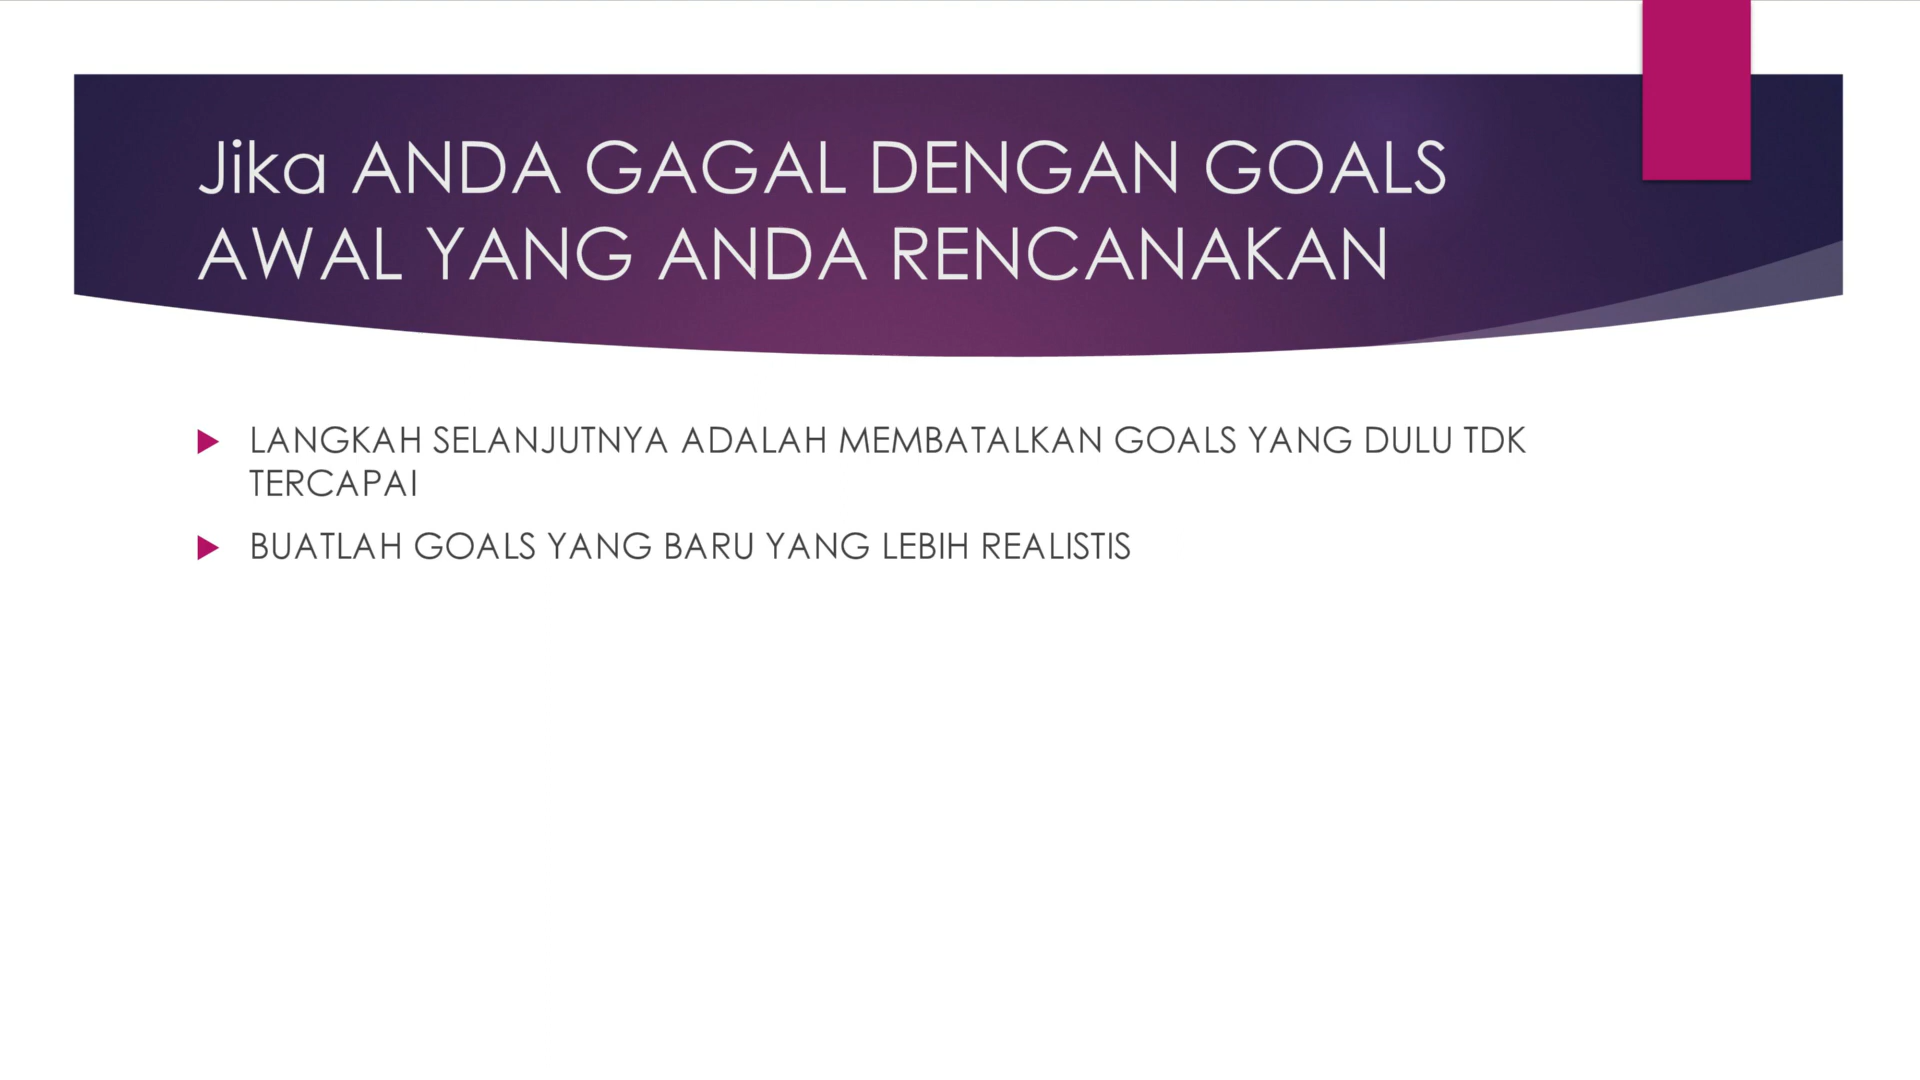 Jika ANDA GAGAL DENGAN GOALS
AWAL YANG ANDA RENCANAKAN
LANGKAH SELANJUTNYA ADALAH MEMBATALKAN GOALS YANG DULU TDK
TERCAPAI
BUATLAH GOALS YANG BARU YANG LEBIH REALISTIS